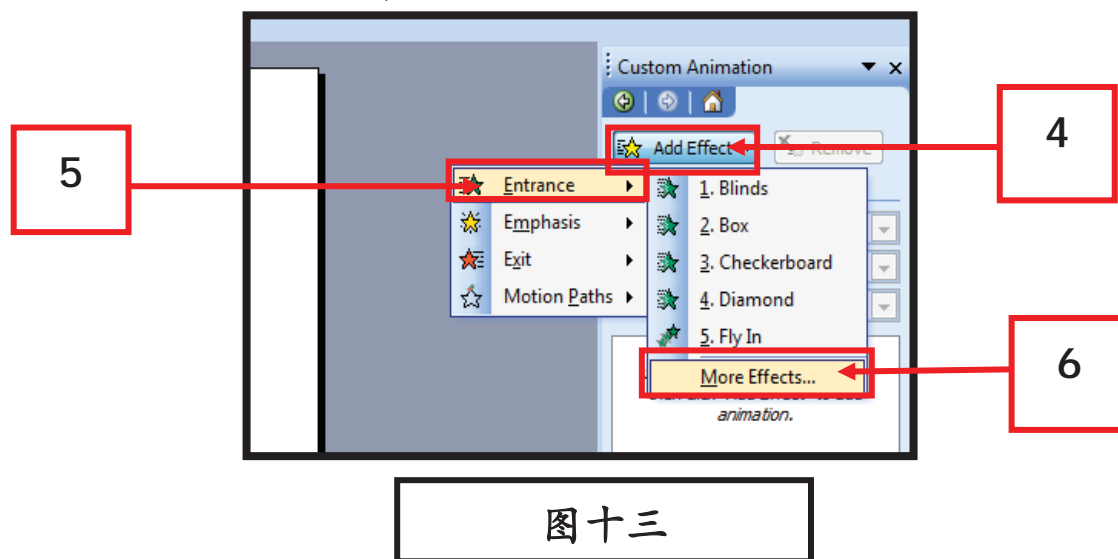 Custom Animation
4
Add Effect
Remove
5
Entrance
1. Blinds
Emphasis
2. Box
Exit
3. Checkerboard
Motion Paths
4. Diamond
5. Fly In
More Effects...
6
animation.
图十三